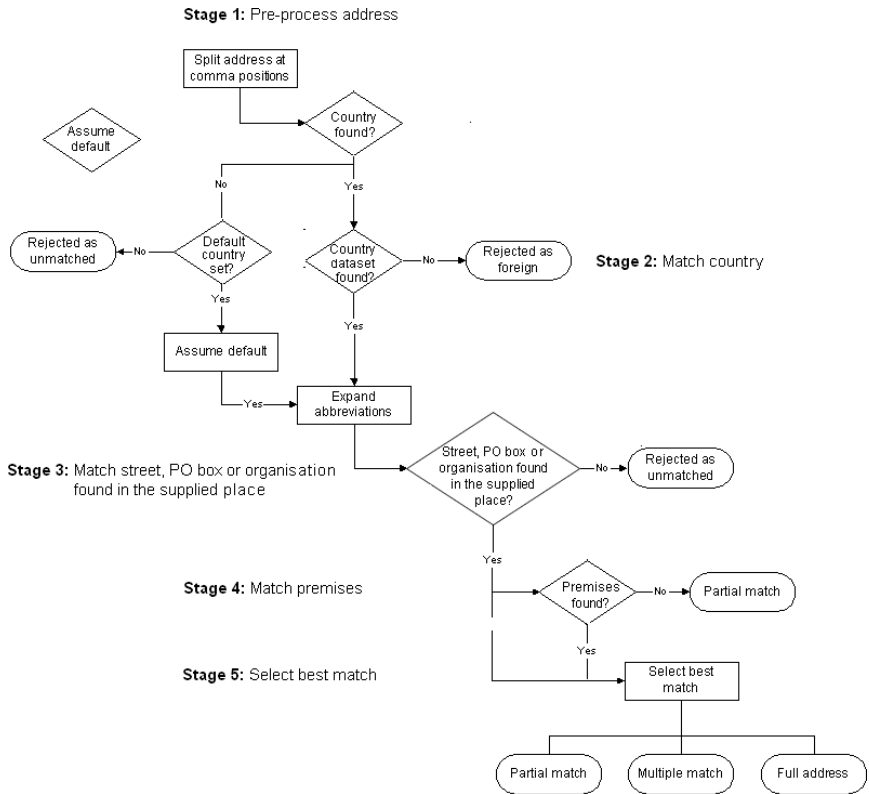 Stage 1: Pre-process address
Split address at
comma positions
Country
found?
Assume
default
No
Yes
Rejected as
unmatched
No
Default
country
set?
Country
dataset
found?
No
Rejected as
foreign
Stage 2: Match country
Yes
Yes
Assume default
Yes
Expand
abbreviations
Stage 3: Match street, PO box or organisation
found in the supplied place
Street, PO box or
organisation found
in the supplied
place?
No
Rejected as
unmatched
Yes
Stage 4: Match premises
Premises
found?
No
Partial match
Yes
Stage 5: Select best match
Select best
match
Partial match
Multiple match
Full address